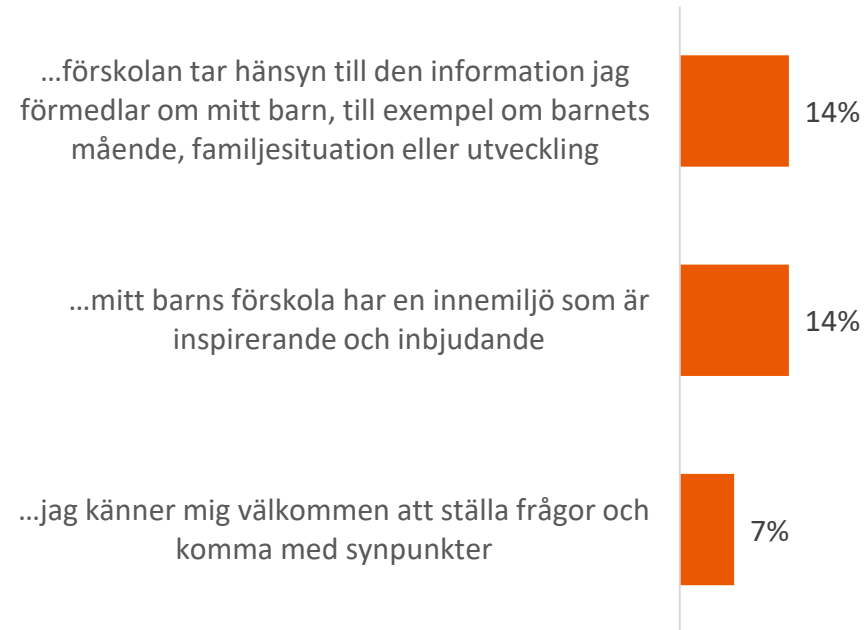 …förskolan tar hänsyn till den information jag
förmedlar om mitt barn, till exempel om barnets
mående, familjesituation eller utveckling
14%
…mitt barns förskola har en innemiljö som är
inspirerande och inbjudande
14%
…jag känner mig välkommen att ställa frågor och
komma med synpunkter
7%